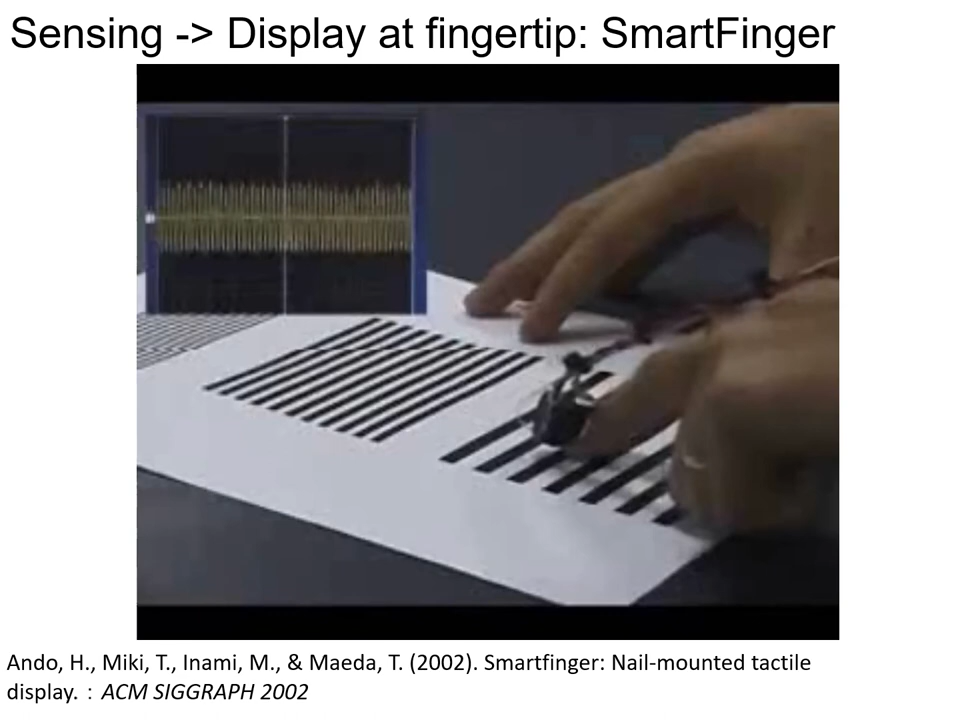 Sensing -> Display at fingertip: SmartFinger
Ando, H., Miki, T., Inami, M., & Maeda, T. (2002). Smartfinger: Nail-mounted tactile
display. : ACM SIGGRAPH 2002